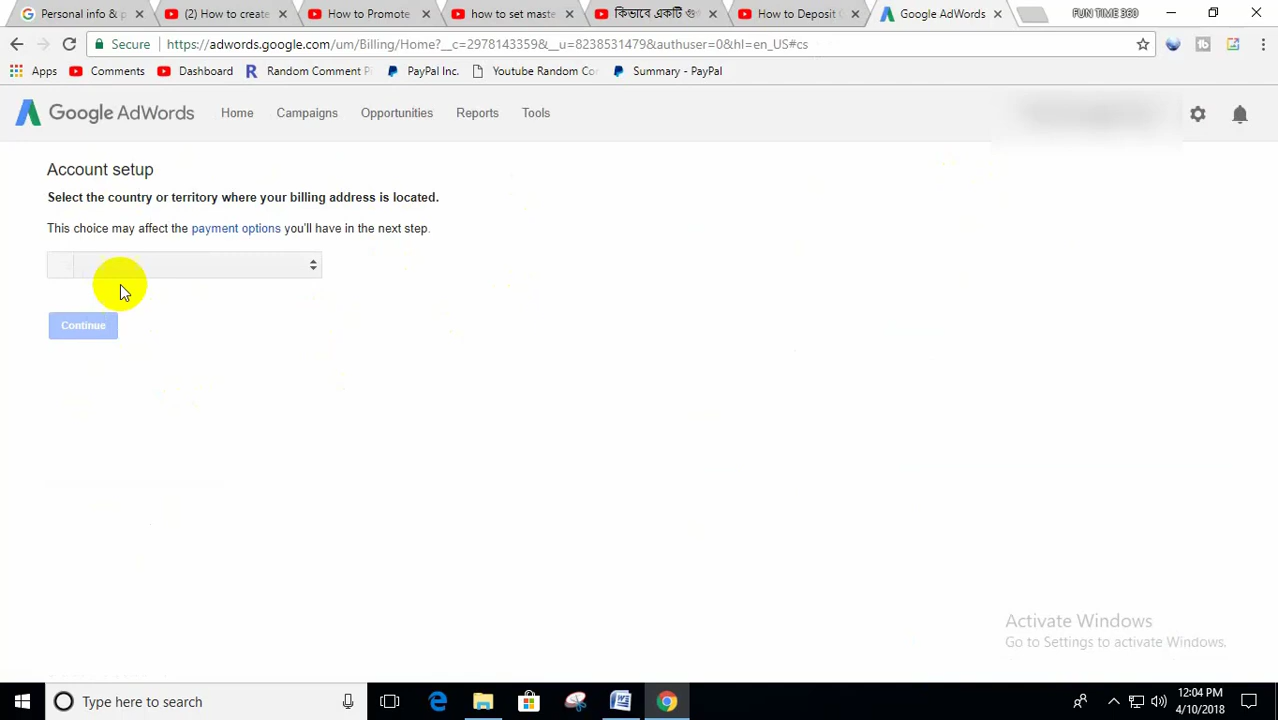 Personal info & p
(2) How to create
How to Promote
how to set maste
কিভাবে একটি গু
How to Deposit (
Google AdWords
FUN TIME 360
Secure
https://adwords.google.com/um/Billing/Home?__c=2978143359&__u=8238531479&authuser=0&hl=en_US#cs
Apps
Comments
Dashboard
Random Comment P
PayPal Inc.
Youtube Random Co
Summary - PayPal
Google AdWords
Home
Campaigns
Opportunities
Reports
Tools
Account setup
Select the country or territory where your billing address is located.
This choice may affect the payment options you'll have in the next step.
Continue
Activate Windows
Go to Settings to activate Windows.
Type here to search
12:04 PM
4/10/2018